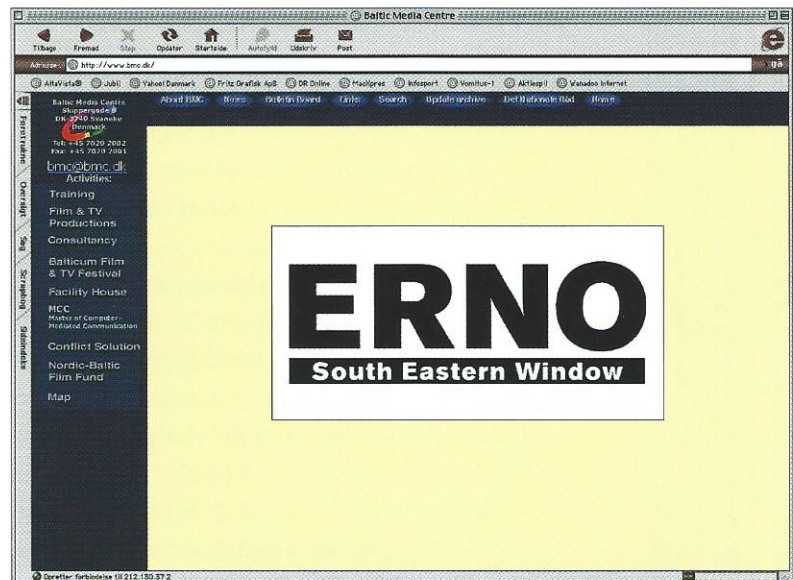 Baltic Media Centre
Tilbage Fremad Stop Opdater Startside Autofyld Udskriv Post
Adresse: http://www.bmc.dk/
AltaVista® Jubii Yahoo! Danmark Fritz Grafisk ApS DR Online MacXpres Infosport Vomitus-1 Aktiespil Wanadoo Internet
About BMC News Bulletin Board Links Search Update archive Det Nationale Råd Home
Baltic Media Centre
Skippergade 8
DK-3740 Svaneke
Denmark
Tel: +45 7020 2002
Fax: +45 7020 2001
bmc@bmc.dk
Activities:
Training
Film & TV
Productions
Consultancy
Balticum Film
& TV Festival
Facility House
MCC
Master of Computer-
Mediated Communication
Conflict Solution
Nordic-Baltic
Film Fund
Map
Foretrukne
Oversigt
Søg
Scrapbog
Sideindeks
ERNO
South Eastern Window
Opretter forbindelse til 212.130.37.2